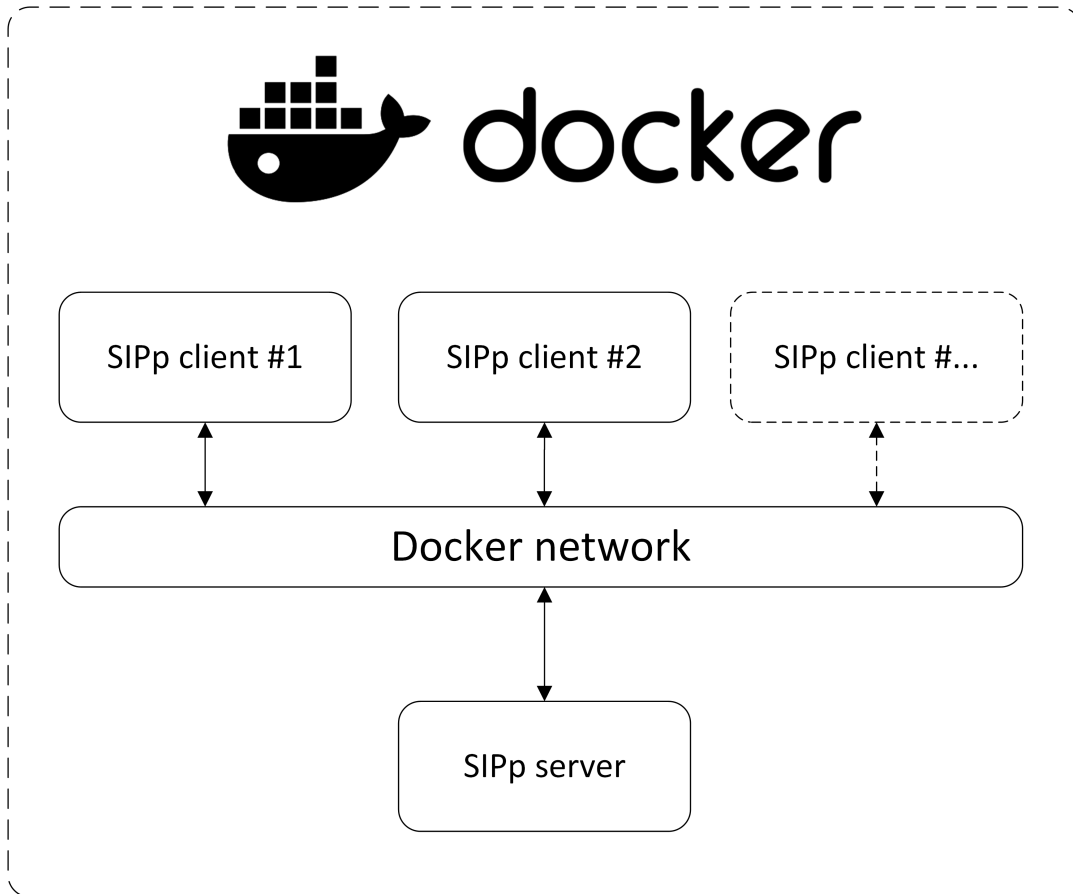 docker
SIPp client #1
SIPp client #2
SIPp client #...
Docker network
SIPp server